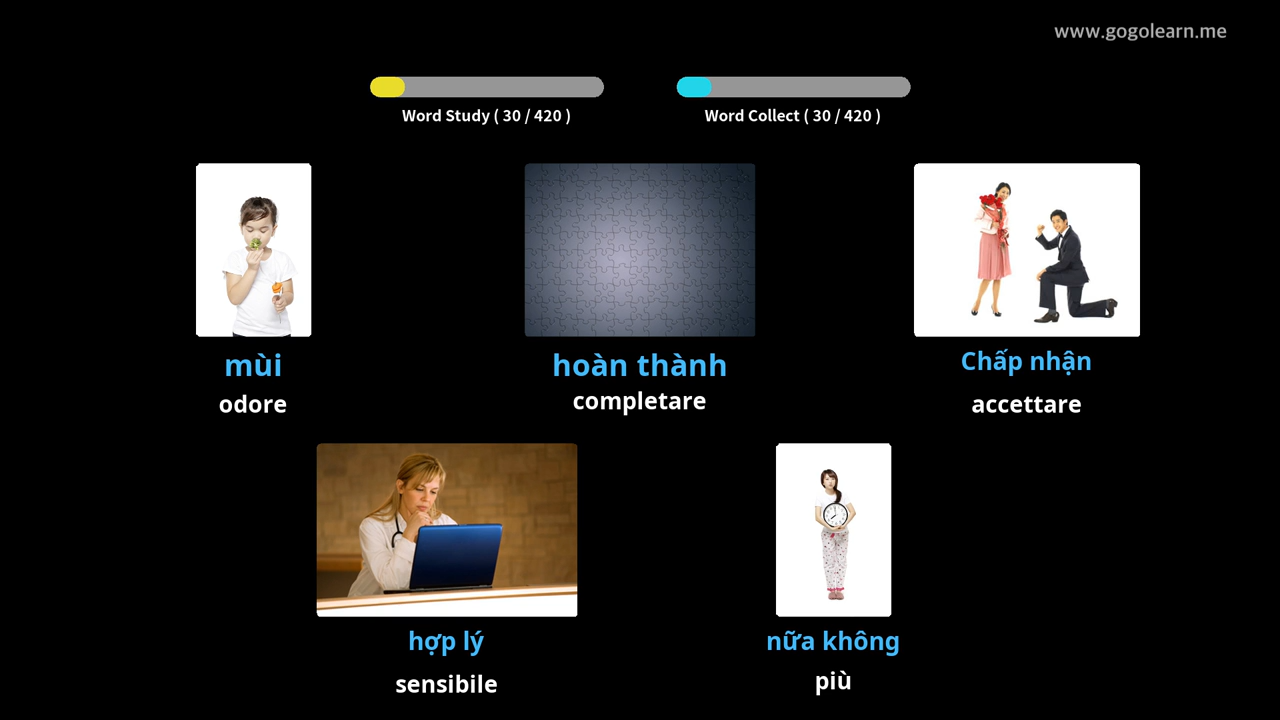 www.gogolearn.me
Word Study ( 30 / 420 )
Word Collect ( 30 / 420 )
mùi
odore
hoàn thành
completare
Chấp nhận
accettare
hợp lý
sensibile
nữa không
più